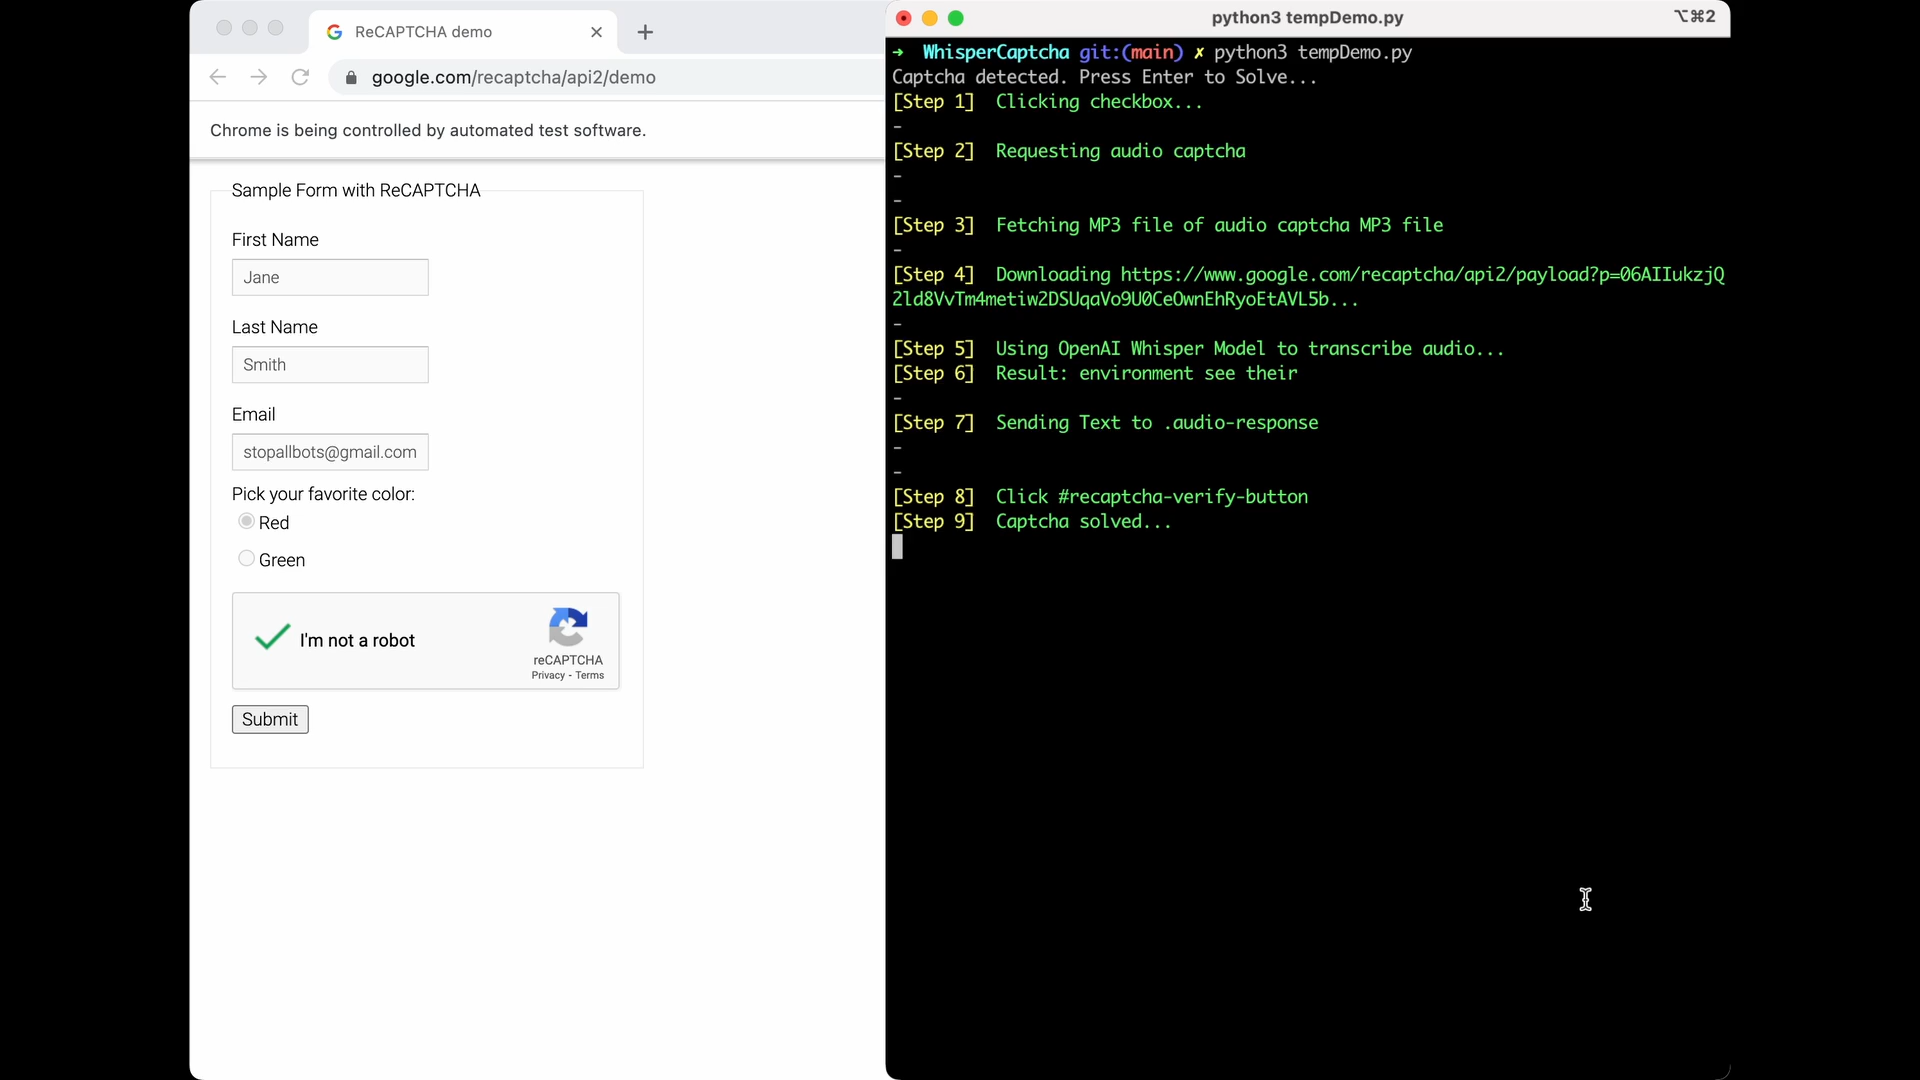 ReCAPTCHA demo
google.com/recaptcha/api2/demo
Chrome is being controlled by automated test software.
Sample Form with ReCAPTCHA
First Name
Jane
Last Name
Smith
Email
stopallbots@gmail.com
Pick your favorite color:
Red
Green
I'm not a robot
reCAPTCHA
Privacy - Terms
Submit
python3 tempDemo.py
⌥⌘2
➜ WhisperCaptcha git:(main) ✗ python3 tempDemo.py
Captcha detected. Press Enter to Solve...
[Step 1] Clicking checkbox...
-
[Step 2] Requesting audio captcha
-
-
[Step 3] Fetching MP3 file of audio captcha MP3 file
-
[Step 4] Downloading https://www.google.com/recaptcha/api2/payload?p=06AIIukzjQ
2ld8VvTm4metiw2DSUqaVo9U0CeOwnEhRyoEtAVL5b...
-
[Step 5] Using OpenAI Whisper Model to transcribe audio...
[Step 6] Result: environment see their
-
[Step 7] Sending Text to .audio-response
-
-
[Step 8] Click #recaptcha-verify-button
[Step 9] Captcha solved...